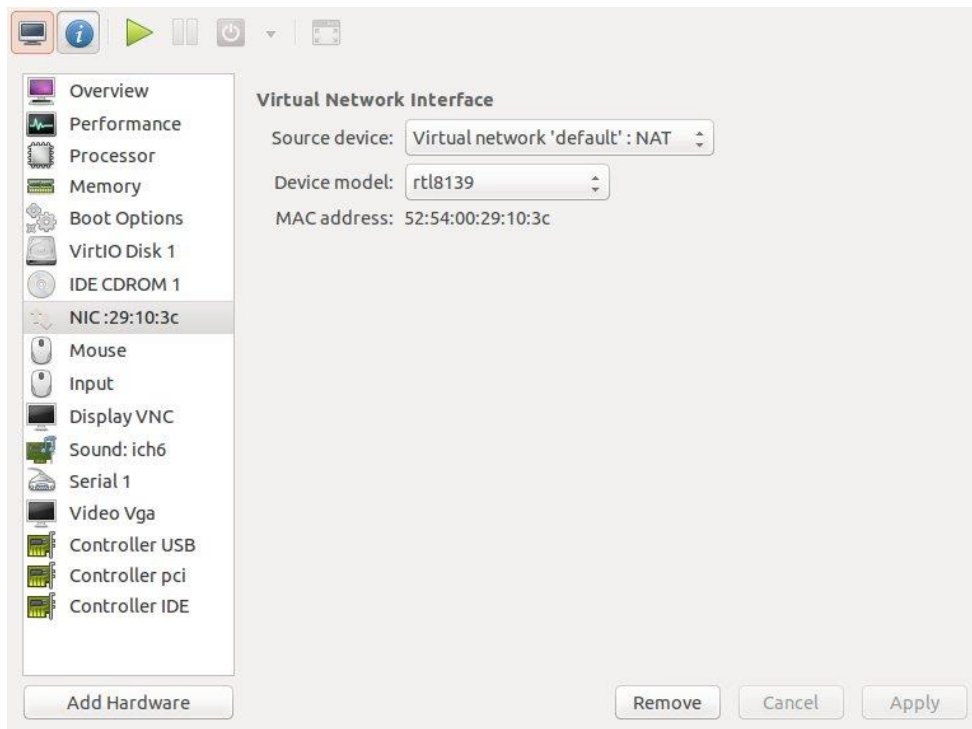 Overview
Performance
Processor
Memory
Boot Options
VirtIO Disk 1
IDE CDROM 1
NIC :29:10:3c
Mouse
Input
Display VNC
Sound: ich6
Serial 1
Video Vga
Controller USB
Controller pci
Controller IDE
Add Hardware
Virtual Network Interface
Source device: Virtual network 'default' : NAT
Device model: rtl8139
MAC address: 52:54:00:29:10:3c
Remove Cancel Apply